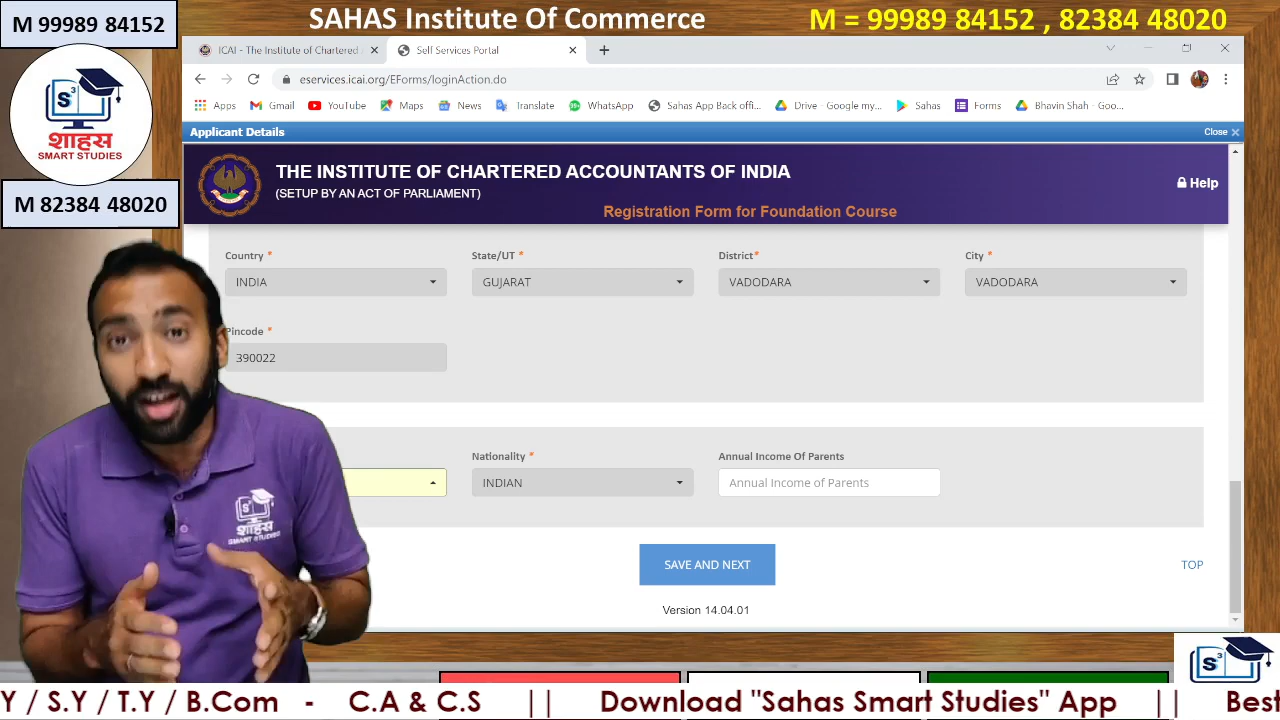 M 99989 84152
SAHAS Institute Of Commerce
M = 99989 84152 , 82384 48020
S³
शाहस
SMART STUDIES
M 82384 48020
ICAI - The Institute of Chartered
Self Services Portal
eservices.icai.org/EForms/loginAction.do
Apps
Gmail
YouTube
Maps
News
Translate
WhatsApp
Sahas App Back offi...
Drive
Google my...
Sahas
Forms
Bhavin Shah - Goo...
Applicant Details
Close
THE INSTITUTE OF CHARTERED ACCOUNTANTS OF INDIA
(SETUP BY AN ACT OF PARLIAMENT)
Help
Registration Form for Foundation Course
Country *
State/UT *
District*
City *
INDIA
GUJARAT
VADODARA
VADODARA
Pincode *
390022
Nationality *
Annual Income Of Parents
INDIAN
Annual Income of Parents
SAVE AND NEXT
TOP
Version 14.04.01
S³
शाहस
SMART STUDIES
S³
Y / S.Y / T.Y / B.Com - C.A & C.S || Download "Sahas Smart Studies" App || Best